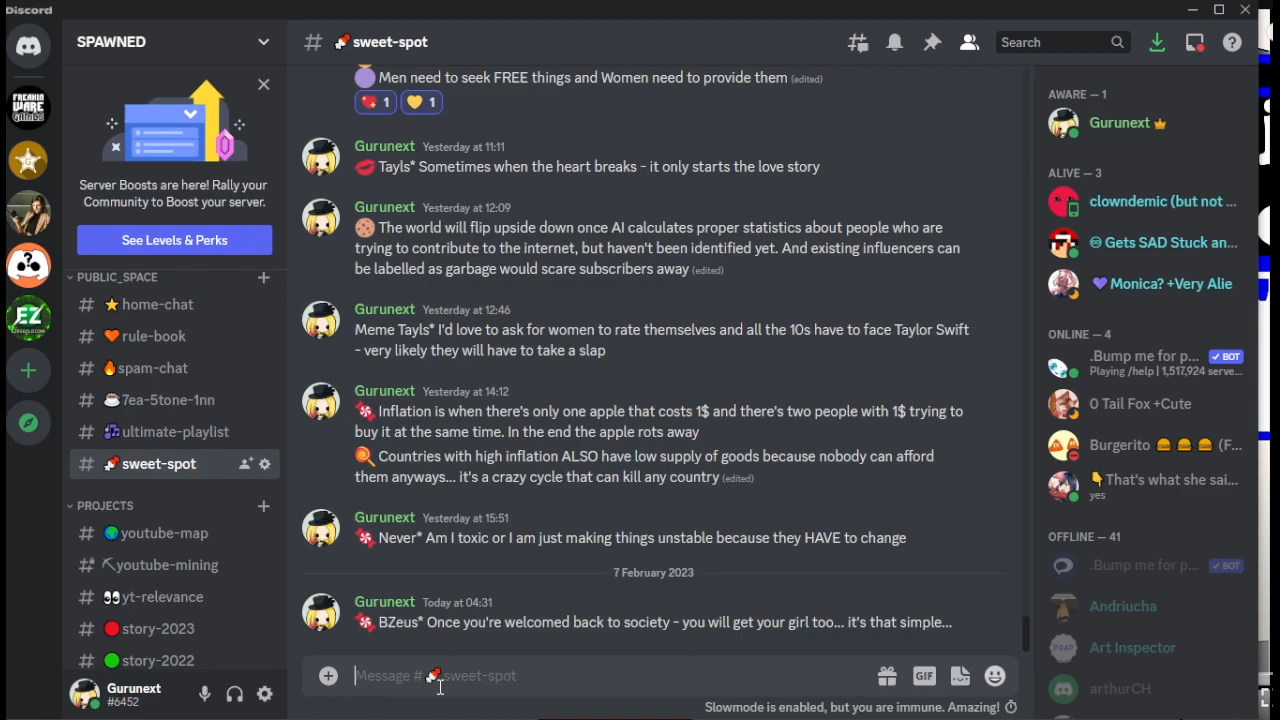 Discord
SPAWNED
sweet-spot
Search
Server Boosts are here! Rally your
Community to Boost your server.
See Levels & Perks
PUBLIC_SPACE
home-chat
rule-book
spam-chat
7ea-5tone-1nn
ultimate-playlist
sweet-spot
PROJECTS
youtube-map
youtube-mining
yt-relevance
story-2023
story-2022
Gurunext
#6452
FREAKIN
WARE
GAMES
EZ
Men need to seek FREE things and Women need to provide them (edited)
1 1
Gurunext Yesterday at 11:11
Tayls* Sometimes when the heart breaks - it only starts the love story
Gurunext Yesterday at 12:09
The world will flip upside down once AI calculates proper statistics about people who are
trying to contribute to the internet, but haven't been identified yet. And existing influencers can
be labelled as garbage would scare subscribers away (edited)
Gurunext Yesterday at 12:46
Meme Tayls* I'd love to ask for women to rate themselves and all the 10s have to face Taylor Swift
- very likely they will have to take a slap
Gurunext Yesterday at 14:12
Inflation is when there's only one apple that costs 1$ and there's two people with 1$ trying to
buy it at the same time. In the end the apple rots away
Countries with high inflation ALSO have low supply of goods because nobody can afford
them anyways... it's a crazy cycle that can kill any country (edited)
Gurunext Yesterday at 15:51
Never* Am I toxic or I am just making things unstable because they HAVE to change
7 February 2023
Gurunext Today at 04:31
BZeus* Once you're welcomed back to society - you will get your girl too... it's that simple...
Message # sweet-spot
GIF
Slowmode is enabled, but you are immune. Amazing!
AWARE — 1
Gurunext
ALIVE — 3
clowndemic (but not ...
Gets SAD Stuck an...
Monica? +Very Alie
ONLINE — 4
.Bump me for p... BOT
Playing /help | 1,517,924 serve...
0 Tail Fox +Cute
Burgerito (F...
That's what she sai...
yes
OFFLINE — 41
.Bump me for p... BOT
Andriucha
Art Inspector
arthurCH